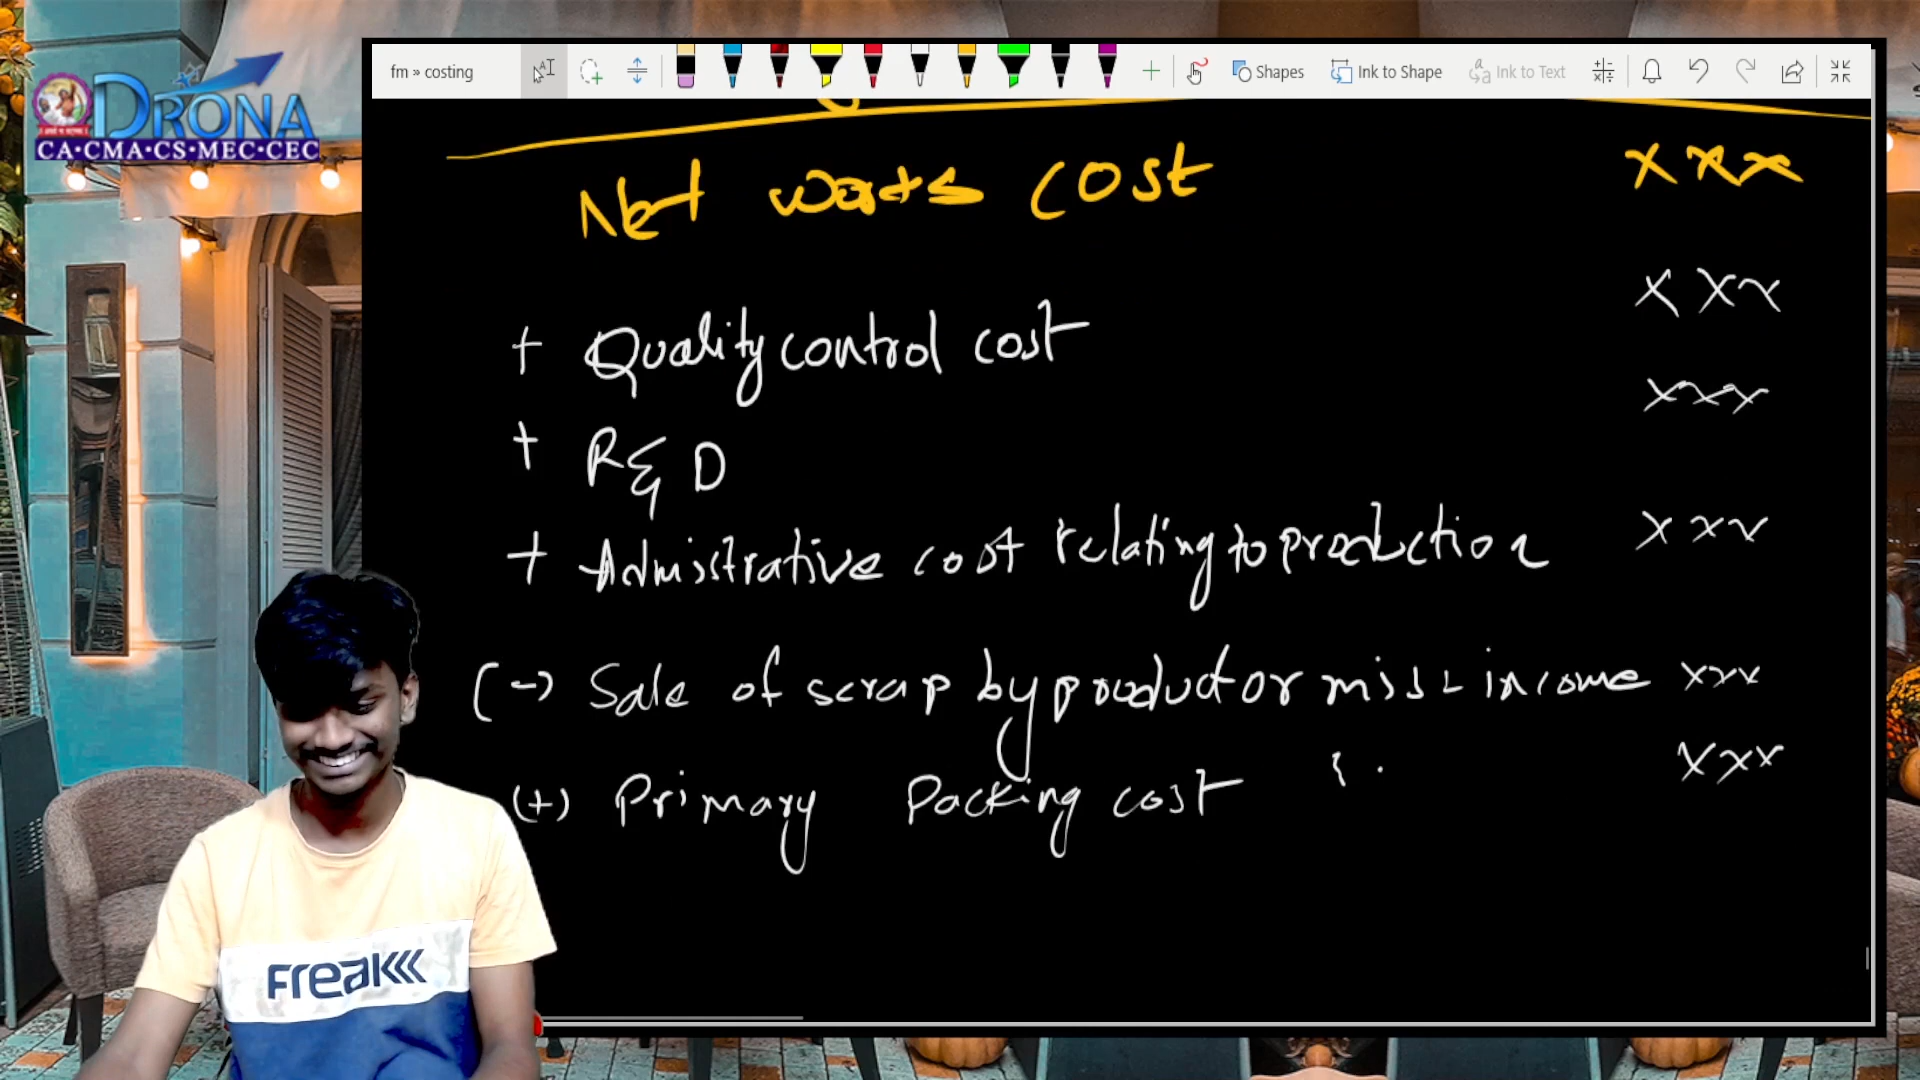 DRONA
CA•CMA•CS•MEC•CEC
fm » costing
Shapes
Ink to Shape
Ink to Text
Net works cost xxx
+ Quality control cost xxx
+ R & D xxx
+ Admistrative cost relating to production xxx
(-) Sale of scrap by product or mis - income xxx
(+) Primary Packing cost ( . xxx
Freak